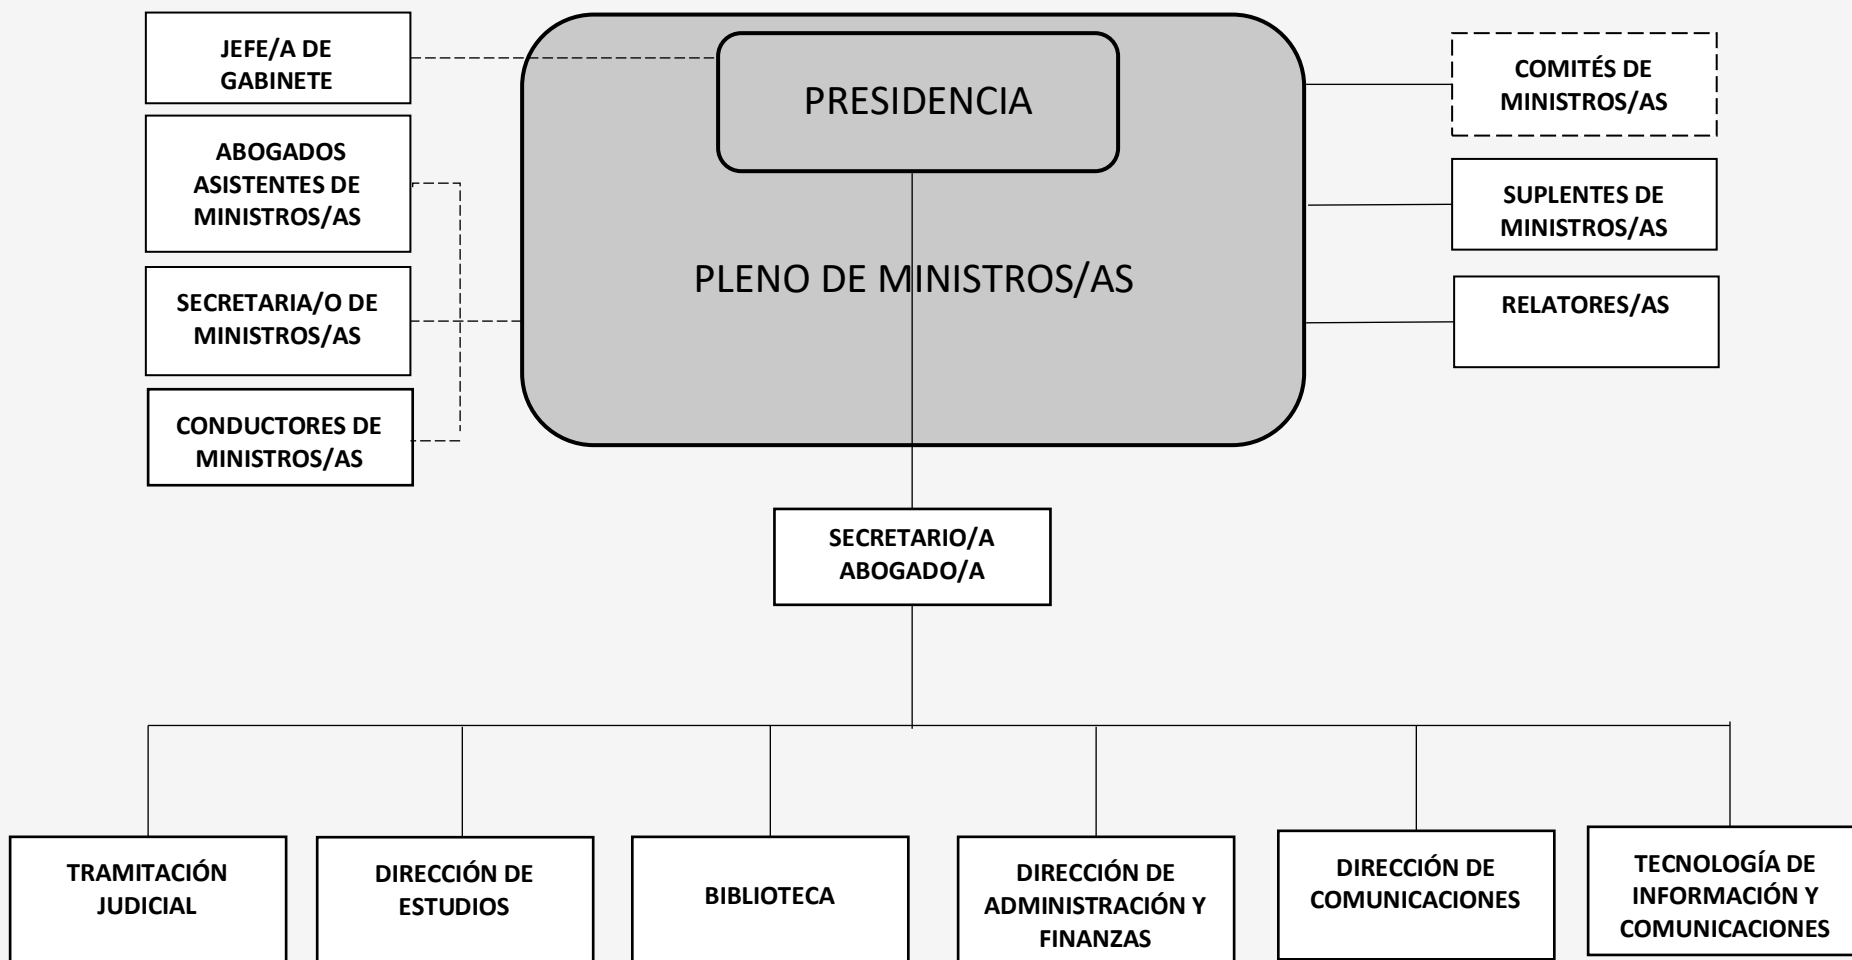 JEFE/A DE
GABINETE
ABOGADOS
ASISTENTES DE
MINISTROS/AS
SECRETARIA/O DE
MINISTROS/AS
CONDUCTORES DE
MINISTROS/AS
PRESIDENCIA
PLENO DE MINISTROS/AS
COMITÉS DE
MINISTROS/AS
SUPLENTES DE
MINISTROS/AS
RELATORES/AS
SECRETARIO/A
ABOGADO/A
TRAMITACIÓN
JUDICIAL
DIRECCIÓN DE
ESTUDIOS
BIBLIOTECA
DIRECCIÓN DE
ADMINISTRACIÓN Y
FINANZAS
DIRECCIÓN DE
COMUNICACIONES
TECNOLOGÍA DE
INFORMACIÓN Y
COMUNICACIONES